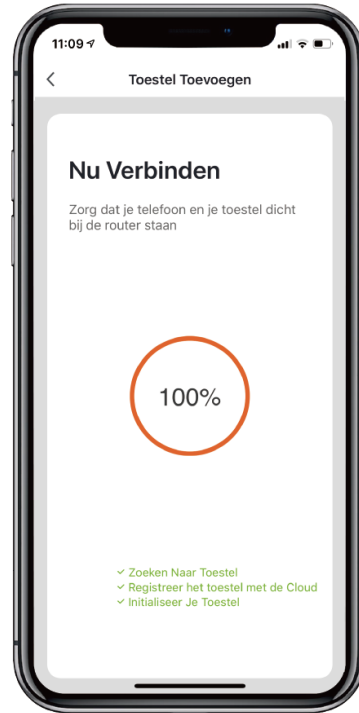 11:09
Toestel Toevoegen
Nu Verbinden
Zorg dat je telefoon en je toestel dicht
bij de router staan
100%
Zoeken Naar Toestel
Registreer het toestel met de Cloud
Initialiseer Je Toestel